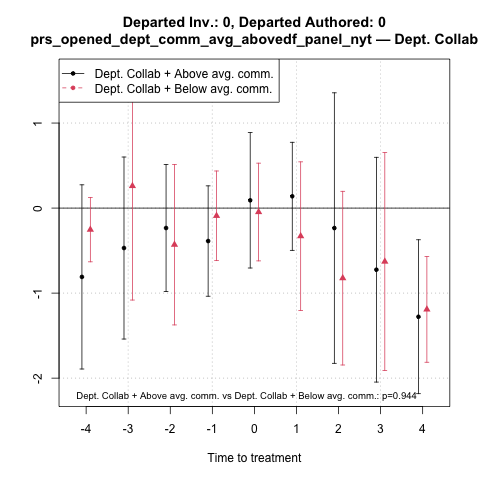 Departed Inv.: 0, Departed Authored: 0
prs_opened_dept_comm_avg_abovedf_panel_nyt — Dept. Collab
Dept. Collab + Above avg. comm.
Dept. Collab + Below avg. comm.
1
0
-1
-2
Dept. Collab + Above avg. comm. vs Dept. Collab + Below avg. comm.: p=0.944
-4 -3 -2 -1 0 1 2 3 4
Time to treatment